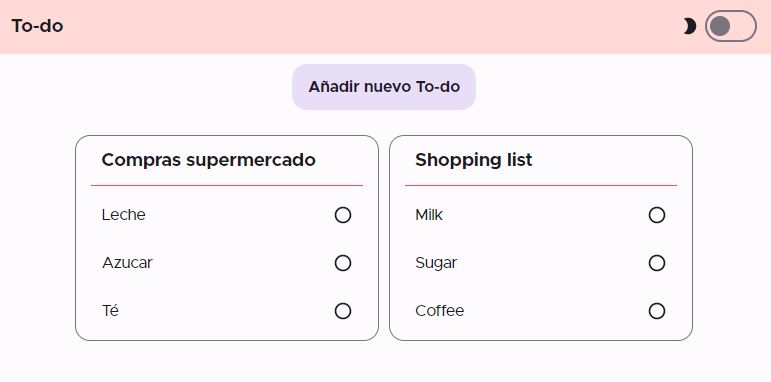 To-do
Añadir nuevo To-do
Compras supermercado
Leche
Azucar
Té
Shopping list
Milk
Sugar
Coffee